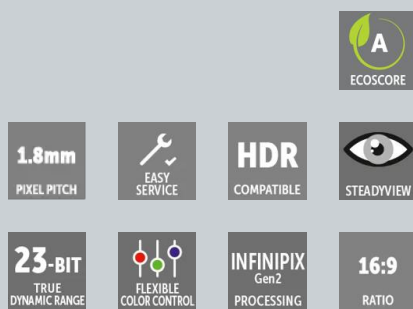 A
ECOSCORE
1.8mm
PIXEL PITCH
EASY
SERVICE
HDR
COMPATIBLE
STEADYVIEW
23-BIT
TRUE
DYNAMIC RANGE
FLEXIBLE
COLOR CONTROL
INFINIPIX
Gen2
PROCESSING
16:9
RATIO